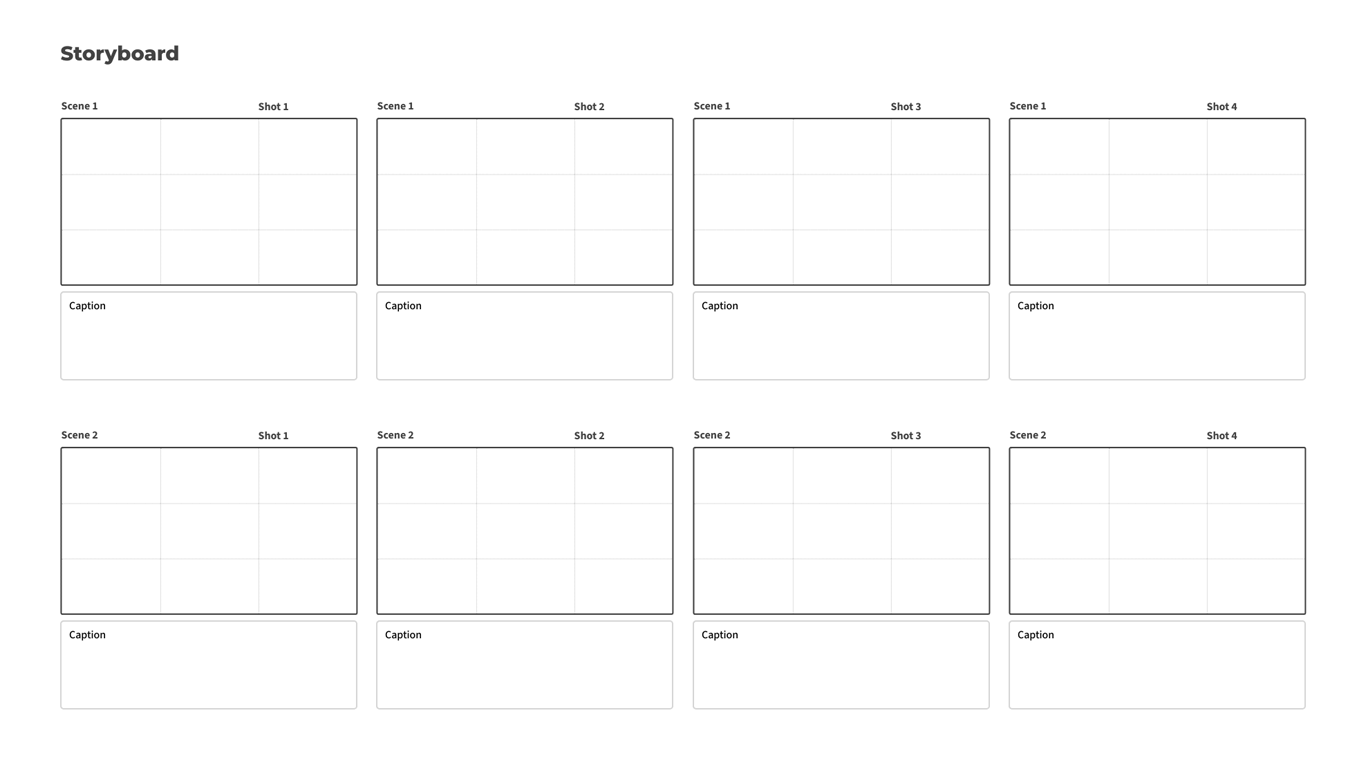 Storyboard
Scene 1 Shot 1 Scene 1 Shot 2 Scene 1 Shot 3 Scene 1 Shot 4
Caption Caption Caption Caption
Scene 2 Shot 1 Scene 2 Shot 2 Scene 2 Shot 3 Scene 2 Shot 4
Caption Caption Caption Caption